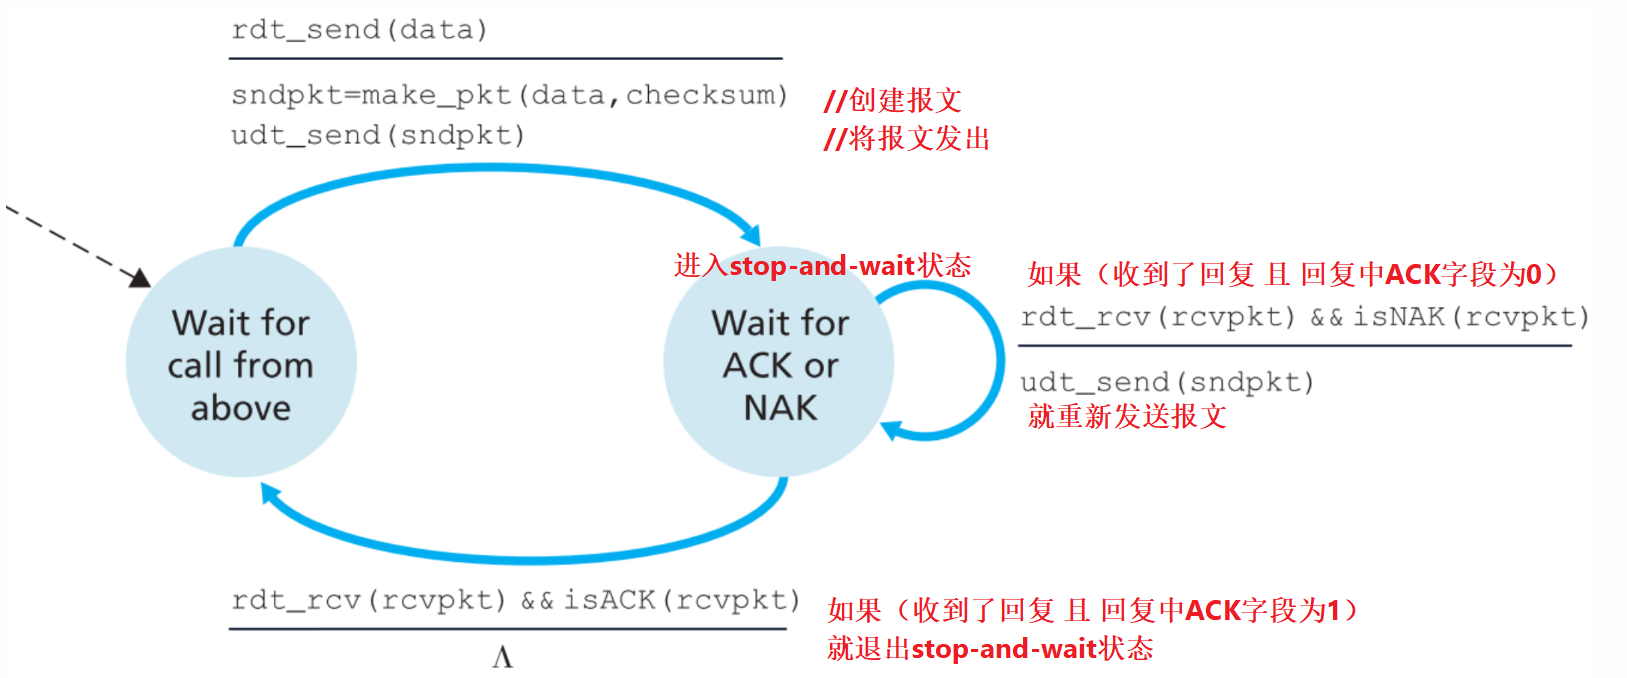 rdt_send(data)
sndpkt=make_pkt(data,checksum) //创建报文
udt_send(sndpkt) //将报文发出
进入stop-and-wait状态
如果（收到了回复 且 回复中ACK字段为0）
rdt_rcv(rcvpkt) && isNAK(rcvpkt)
udt_send(sndpkt)
就重新发送报文
Wait for
call from
above
Wait for
ACK or
NAK
rdt_rcv(rcvpkt) && isACK(rcvpkt)
Λ
如果（收到了回复 且 回复中ACK字段为1）
就退出stop-and-wait状态